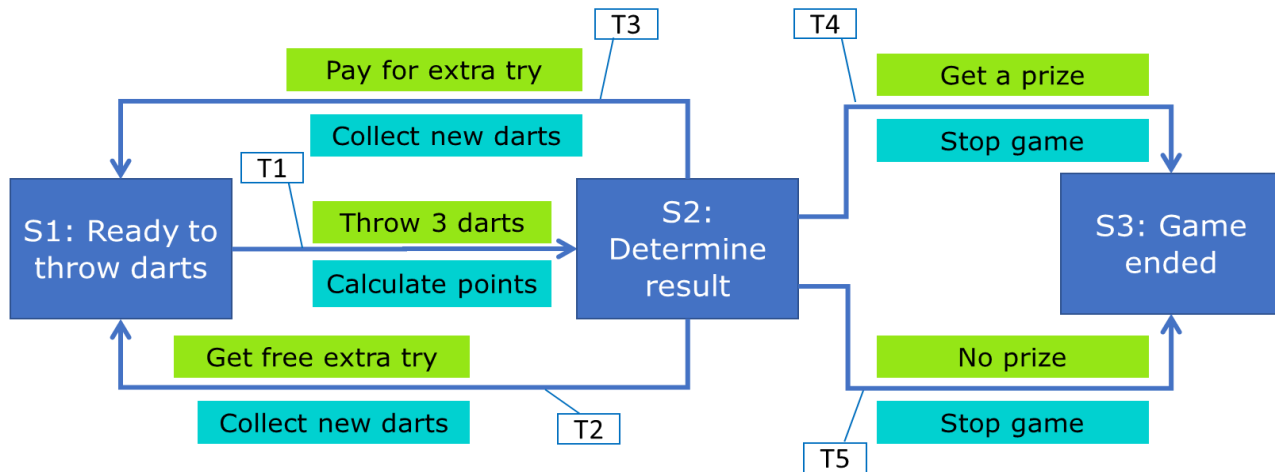 T3
T4
Pay for extra try
Get a prize
Collect new darts
Stop game
T1
S1: Ready to
throw darts
Throw 3 darts
Calculate points
S2:
Determine
result
S3: Game
ended
Get free extra try
No prize
Collect new darts
Stop game
T2
T5